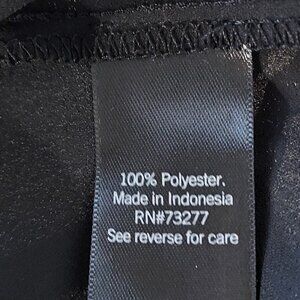 100% Polyester.
Made in Indonesia
RN#73277
See reverse for care